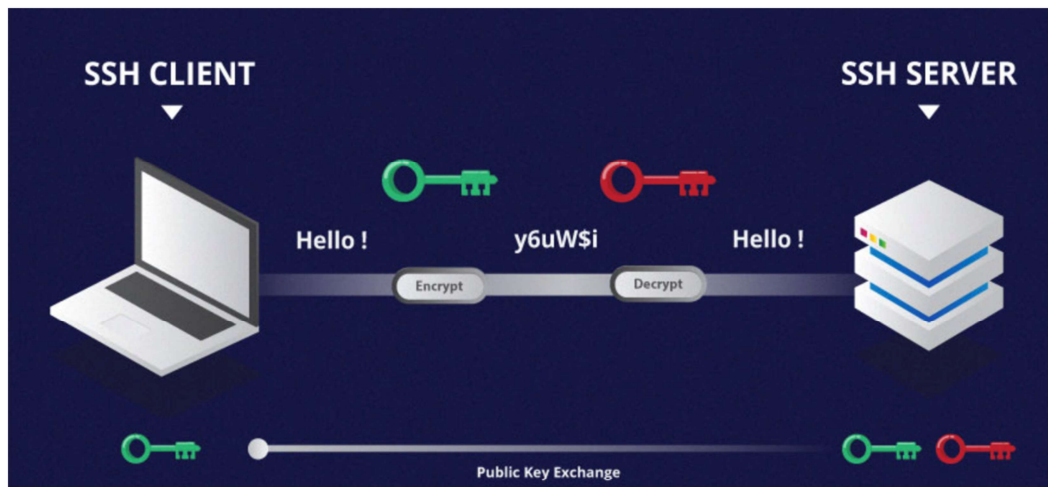 SSH CLIENT
SSH SERVER
Hello !
y6uW$i
Hello !
Encrypt
Decrypt
Public Key Exchange